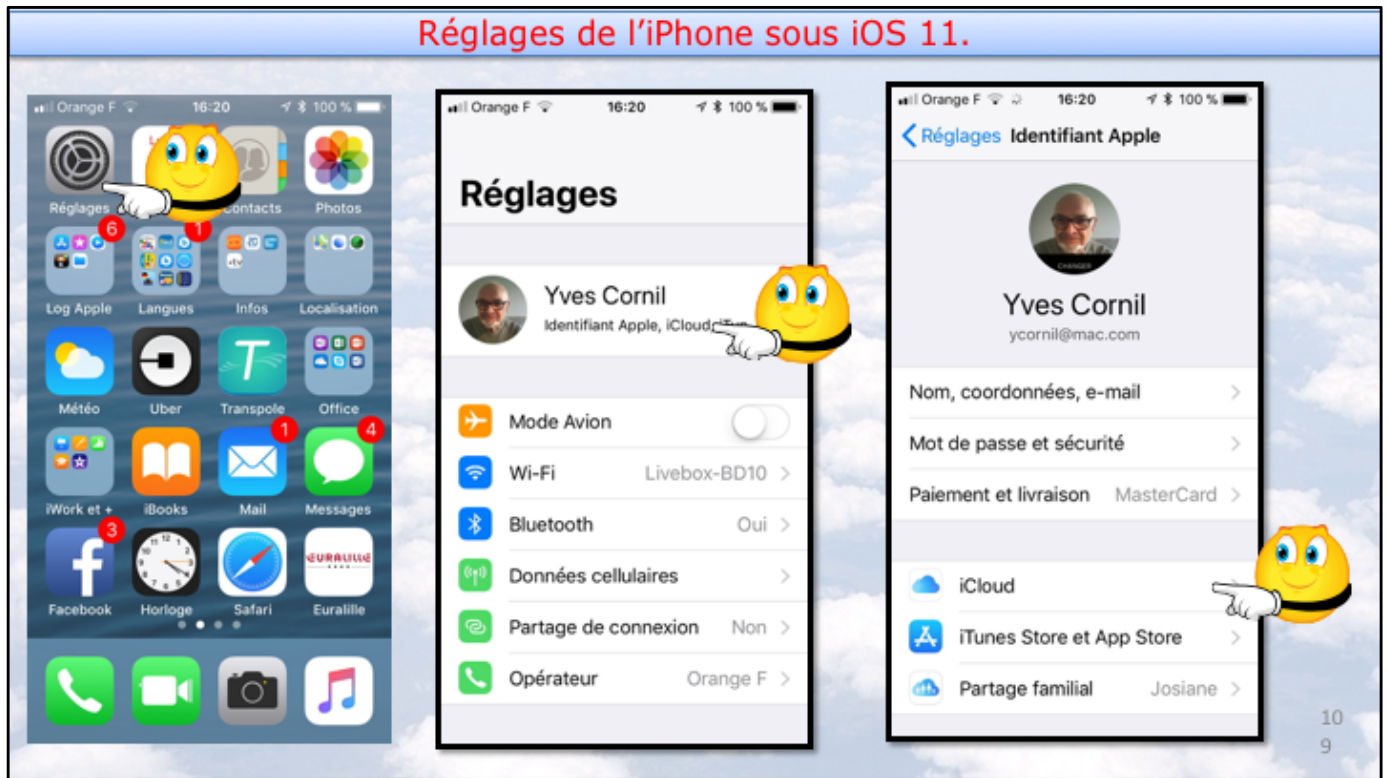 Réglages de l'iPhone sous iOS 11.
Orange F 16:20 100 %
Réglages Contacts Photos
6 1
Log Apple Langues Infos Localisation
Météo Uber Transpole Office
1 4
iWork et + iBooks Mail Messages
3
12
EURALILLE
Facebook Horloge Safari Euralille
Orange F 16:20 100 %
Réglages
Yves Cornil
Identifiant Apple, iCloud,
Mode Avion
Wi-Fi Livebox-BD10
Bluetooth Oui
Données cellulaires
Partage de connexion Non
Opérateur Orange F
Orange F 16:20 100 %
Réglages Identifiant Apple
CHANGER
Yves Cornil
ycornil@mac.com
Nom, coordonnées, e-mail
Mot de passe et sécurité
Paiement et livraison MasterCard
iCloud
iTunes Store et App Store
Partage familial Josiane
10
9